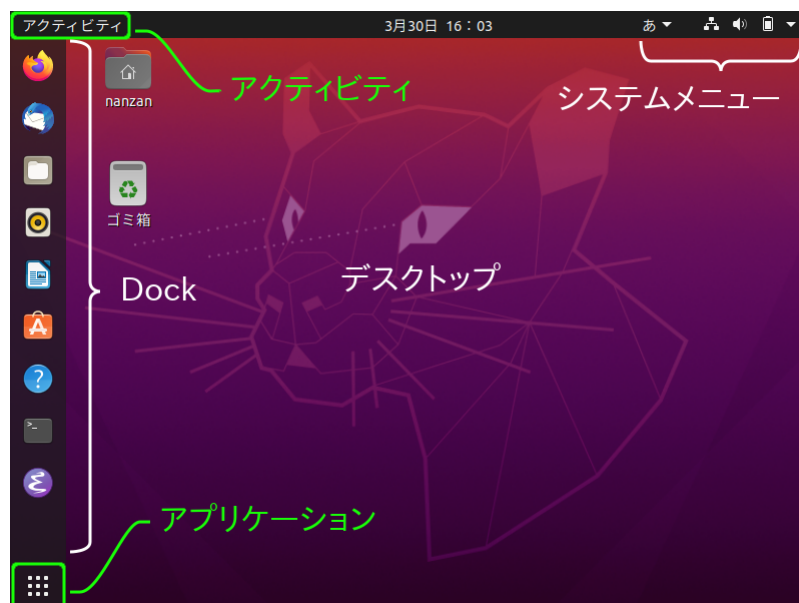 アクティビティ
3月30日 16：03
あ
アクティビティ
システムメニュー
nanzan
ゴミ箱
デスクトップ
Dock
アプリケーション